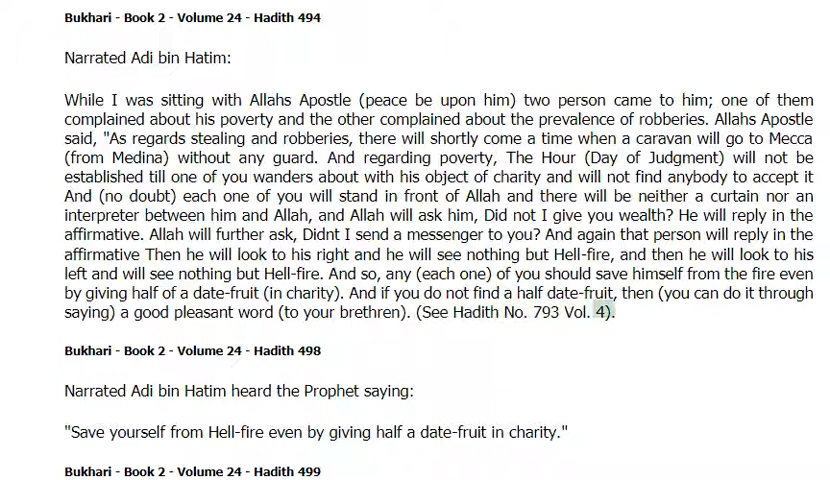 Bukhari - Book 2 - Volume 24 - Hadith 494
Narrated Adi bin Hatim:
While I was sitting with Allahs Apostle (peace be upon him) two person came to him; one of them
complained about his poverty and the other complained about the prevalence of robberies. Allahs Apostle
said, "As regards stealing and robberies, there will shortly come a time when a caravan will go to Mecca
(from Medina) without any guard. And regarding poverty, The Hour (Day of Judgment) will not be
established till one of you wanders about with his object of charity and will not find anybody to accept it
And (no doubt) each one of you will stand in front of Allah and there will be neither a curtain nor an
interpreter between him and Allah, and Allah will ask him, Did not I give you wealth? He will reply in the
affirmative. Allah will further ask, Didnt I send a messenger to you? And again that person will reply in the
affirmative Then he will look to his right and he will see nothing but Hell-fire, and then he will look to his
left and will see nothing but Hell-fire. And so, any (each one) of you should save himself from the fire even
by giving half of a date-fruit (in charity). And if you do not find a half date-fruit, then (you can do it through
saying) a good pleasant word (to your brethren). (See Hadith No. 793 Vol. 4).
Bukhari - Book 2 - Volume 24 - Hadith 498
Narrated Adi bin Hatim heard the Prophet saying:
"Save yourself from Hell-fire even by giving half a date-fruit in charity."
Bukhari - Book 2 - Volume 24 - Hadith 499